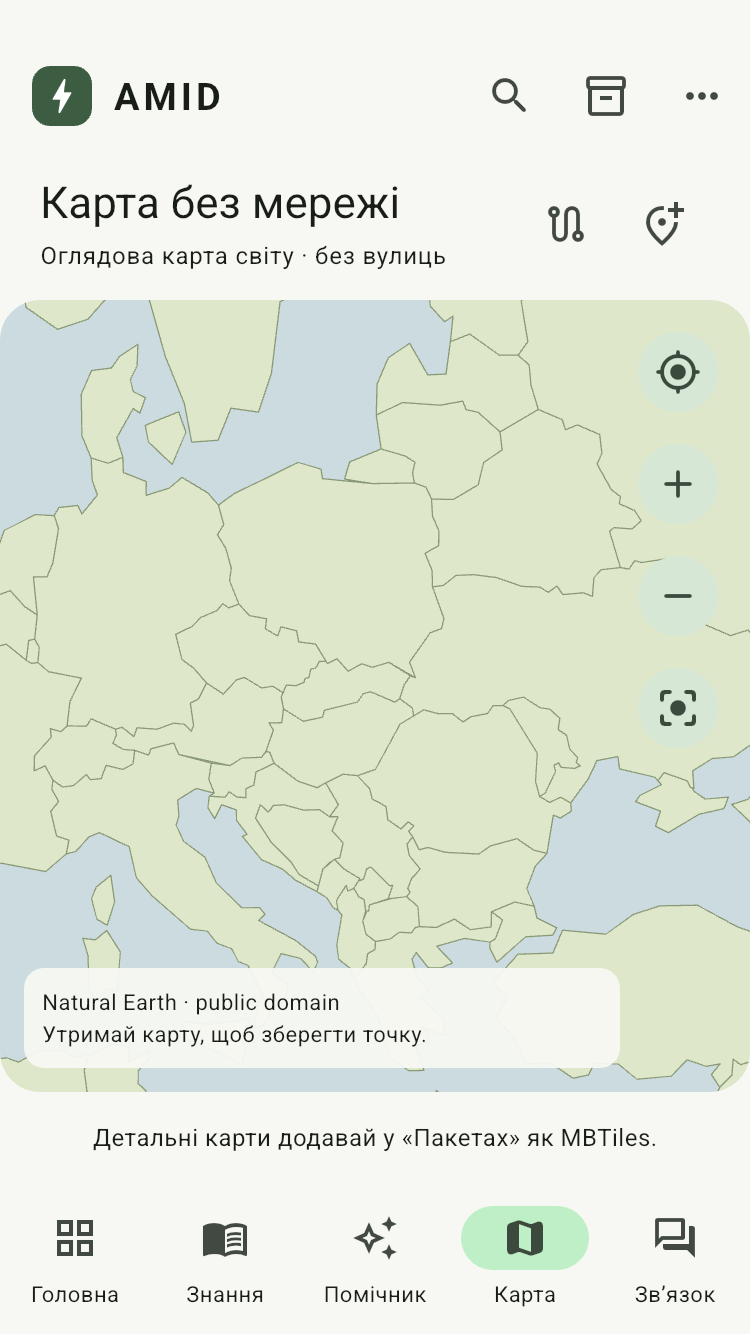 AMID
Карта без мережі
Оглядова карта світу · без вулиць
Natural Earth · public domain
Утримай карту, щоб зберегти точку.
Детальні карти додавай у «Пакетах» як MBTiles.
Головна
Знання
Помічник
Карта
Зв’язок